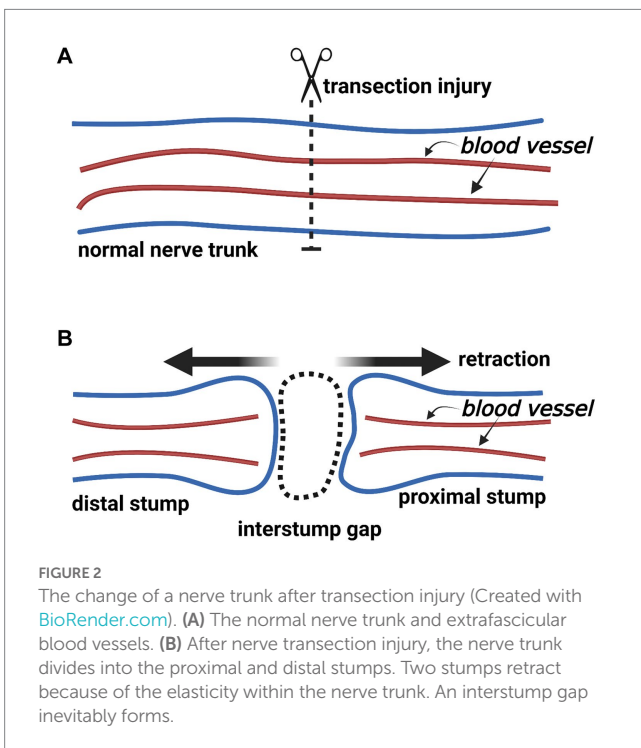 A
transection injury
blood vessel
normal nerve trunk
B
retraction
blood vessel
distal stump
proximal stump
interstump gap
FIGURE 2
The change of a nerve trunk after transection injury (Created with
BioRender.com). (A) The normal nerve trunk and extrafascicular
blood vessels. (B) After nerve transection injury, the nerve trunk
divides into the proximal and distal stumps. Two stumps retract
because of the elasticity within the nerve trunk. An interstump gap
inevitably forms.